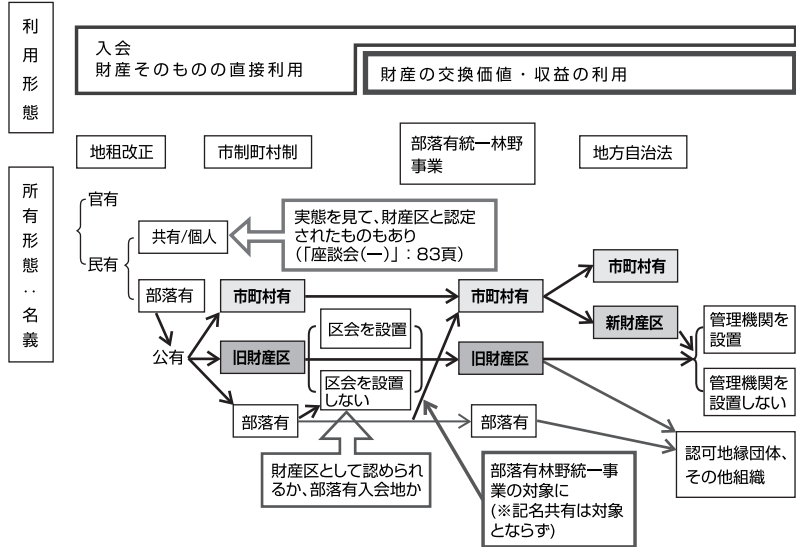 利用形態
入会
財産そのものの直接利用
財産の交換価値・収益の利用
地租改正
市制町村制
部落有統一林野
事業
地方自治法
所有形態：名義
官有
民有
共有/個人
実態を見て、財産区と認定
されたものもあり
(「座談会(一)」：83頁)
部落有
公有
市町村有
旧財産区
部落有
区会を設置
区会を設置
しない
市町村有
旧財産区
部落有
市町村有
新財産区
管理機関を
設置
管理機関を
設置しない
認可地縁団体、
その他組織
財産区として認められ
るか、部落有入会地か
部落有林野統一事
業の対象に
(※記名共有は対象
とならず)